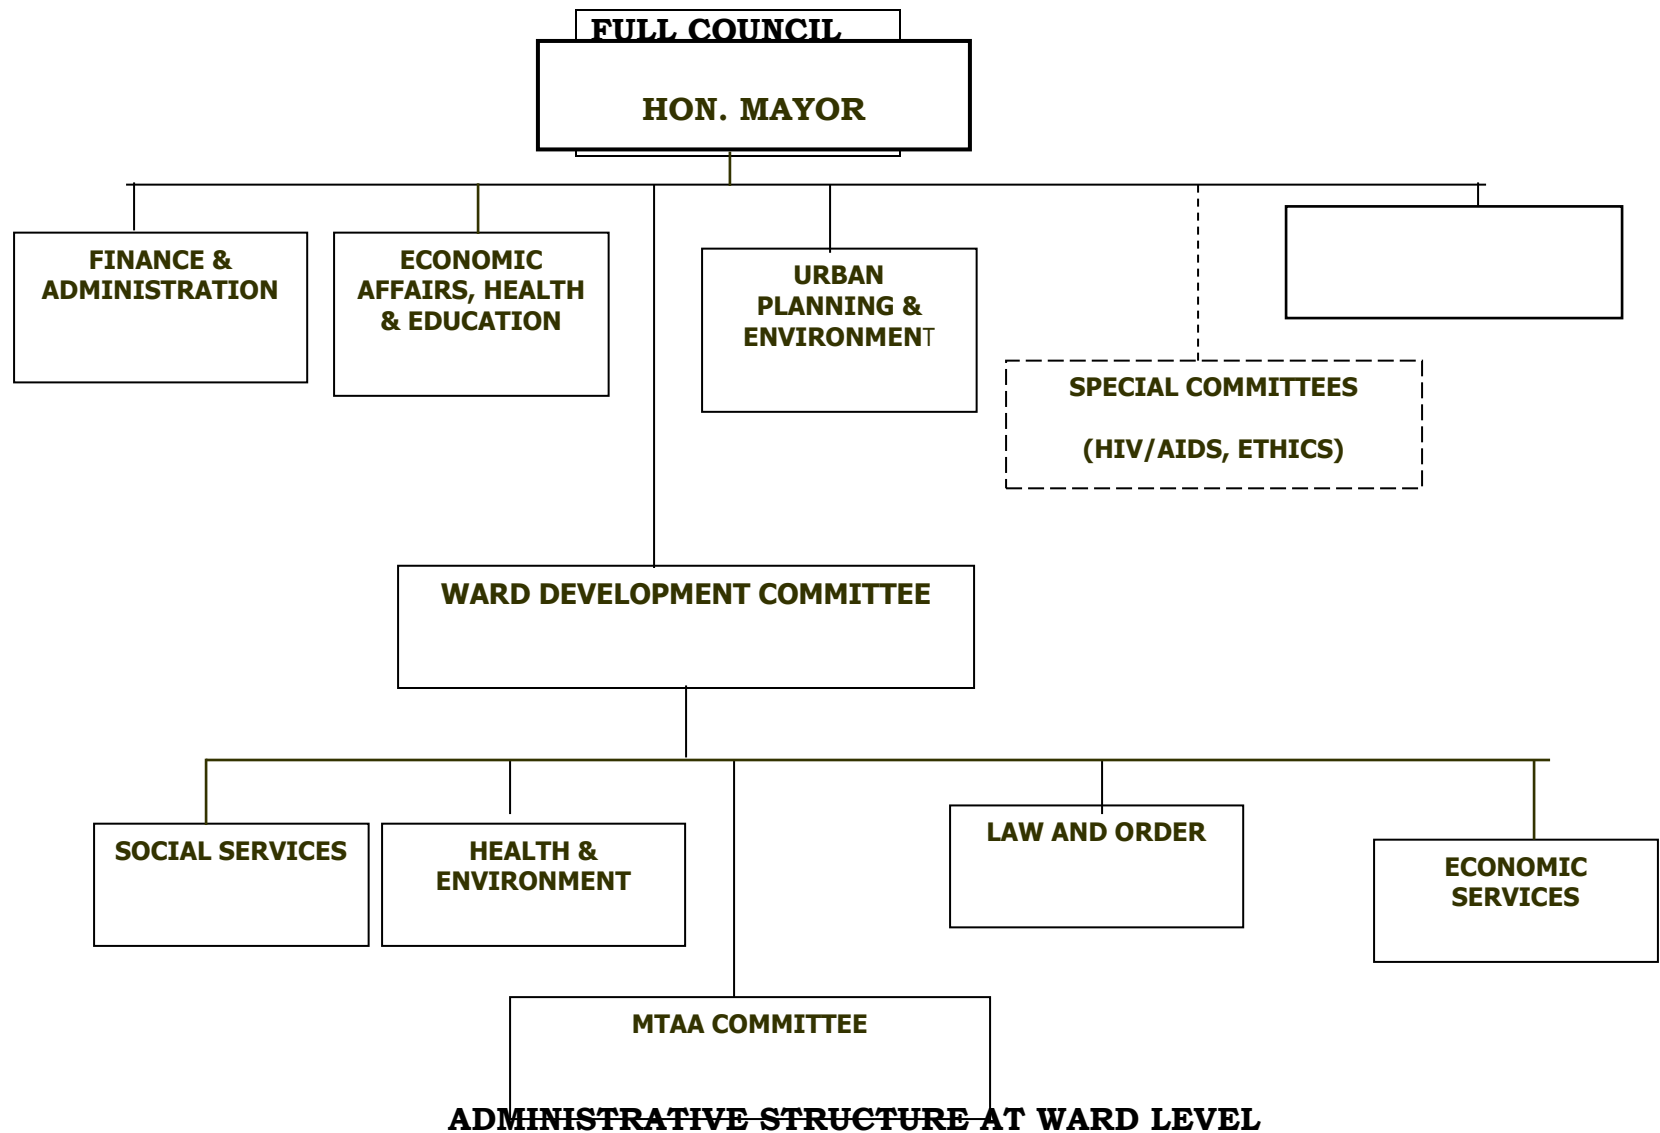 FULL COUNCIL
HON. MAYOR
FINANCE &
ADMINISTRATION
ECONOMIC
AFFAIRS, HEALTH
& EDUCATION
URBAN
PLANNING &
ENVIRONMENT
SPECIAL COMMITTEES
(HIV/AIDS, ETHICS)
WARD DEVELOPMENT COMMITTEE
SOCIAL SERVICES
HEALTH &
ENVIRONMENT
LAW AND ORDER
ECONOMIC
SERVICES
MTAA COMMITTEE
ADMINISTRATIVE STRUCTURE AT WARD LEVEL